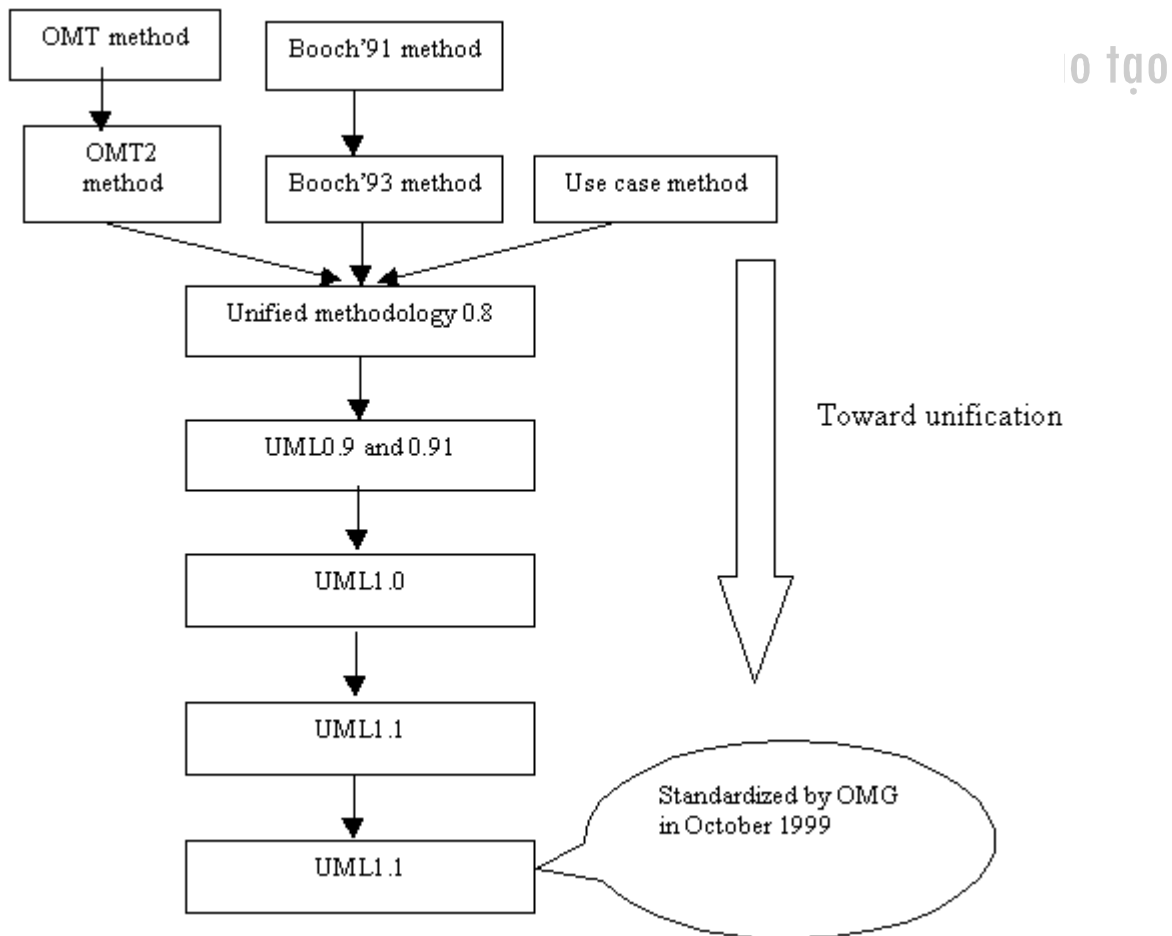 OMT method
Booch'91 method
o tạo
OMT2
method
Booch'93 method
Use case method
Unified methodology 0.8
Toward unification
UML0.9 and 0.91
UML1.0
UML1.1
Standardized by OMG
in October 1999
UML1.1